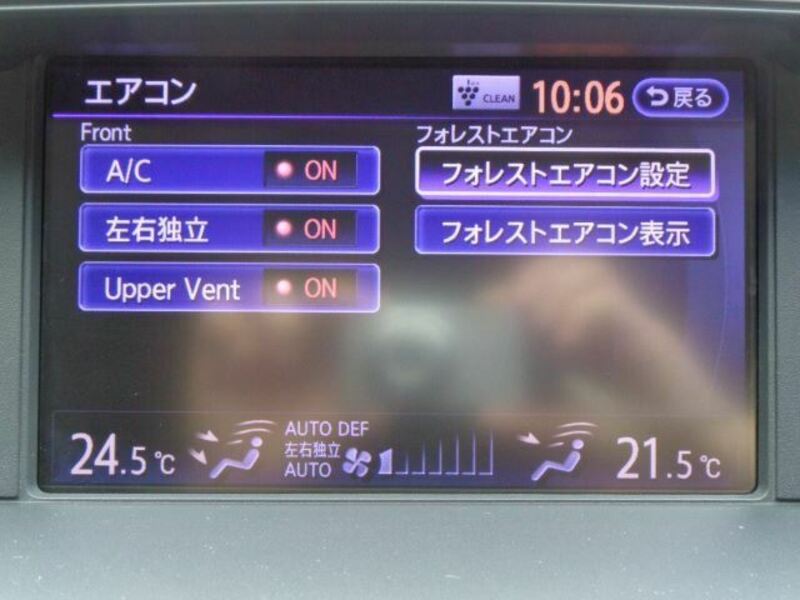 エアコン
CLEAN
10:06
戻る
Front
フォレストエアコン
A/C ON
フォレストエアコン設定
左右独立 ON
フォレストエアコン表示
Upper Vent ON
24.5℃
AUTO DEF
左右独立
AUTO
21.5℃